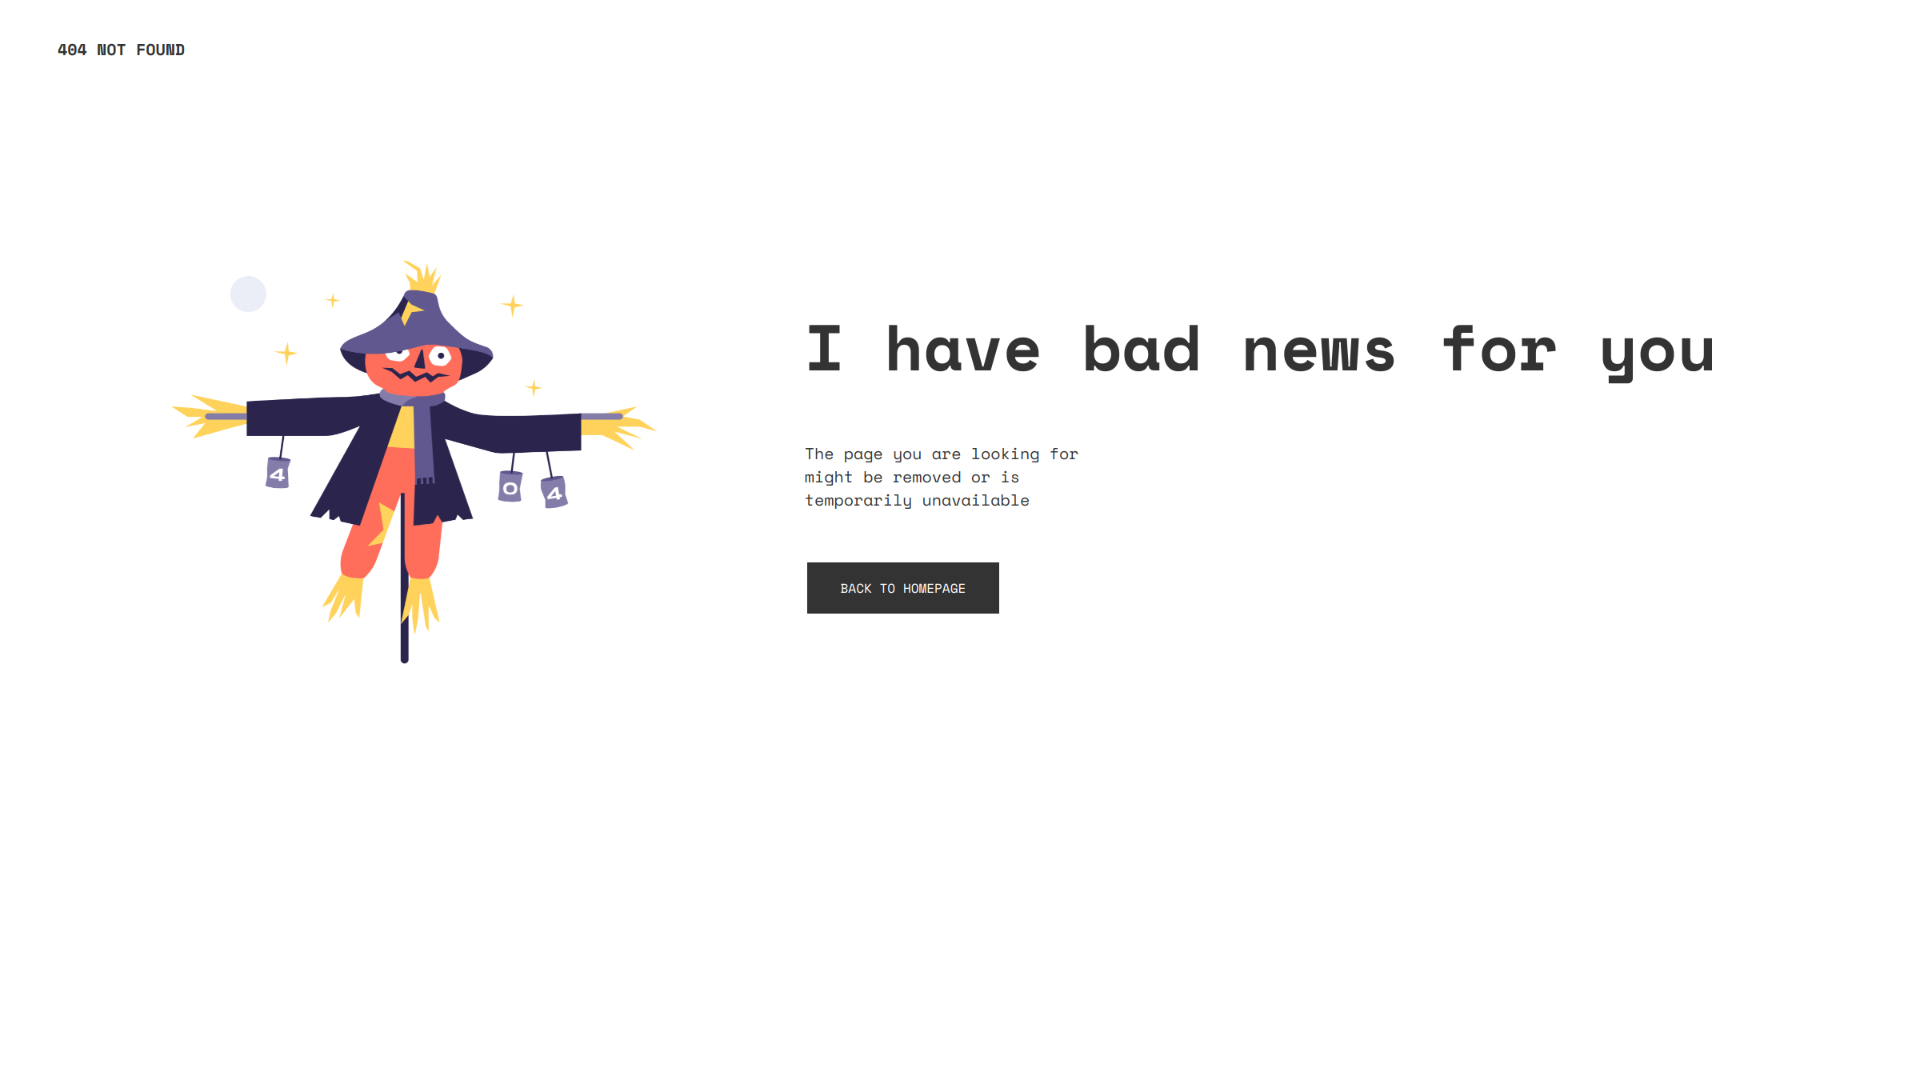 404 NOT FOUND
I have bad news for you
4
0
4
The page you are looking for
might be removed or is
temporarily unavailable
BACK TO HOMEPAGE